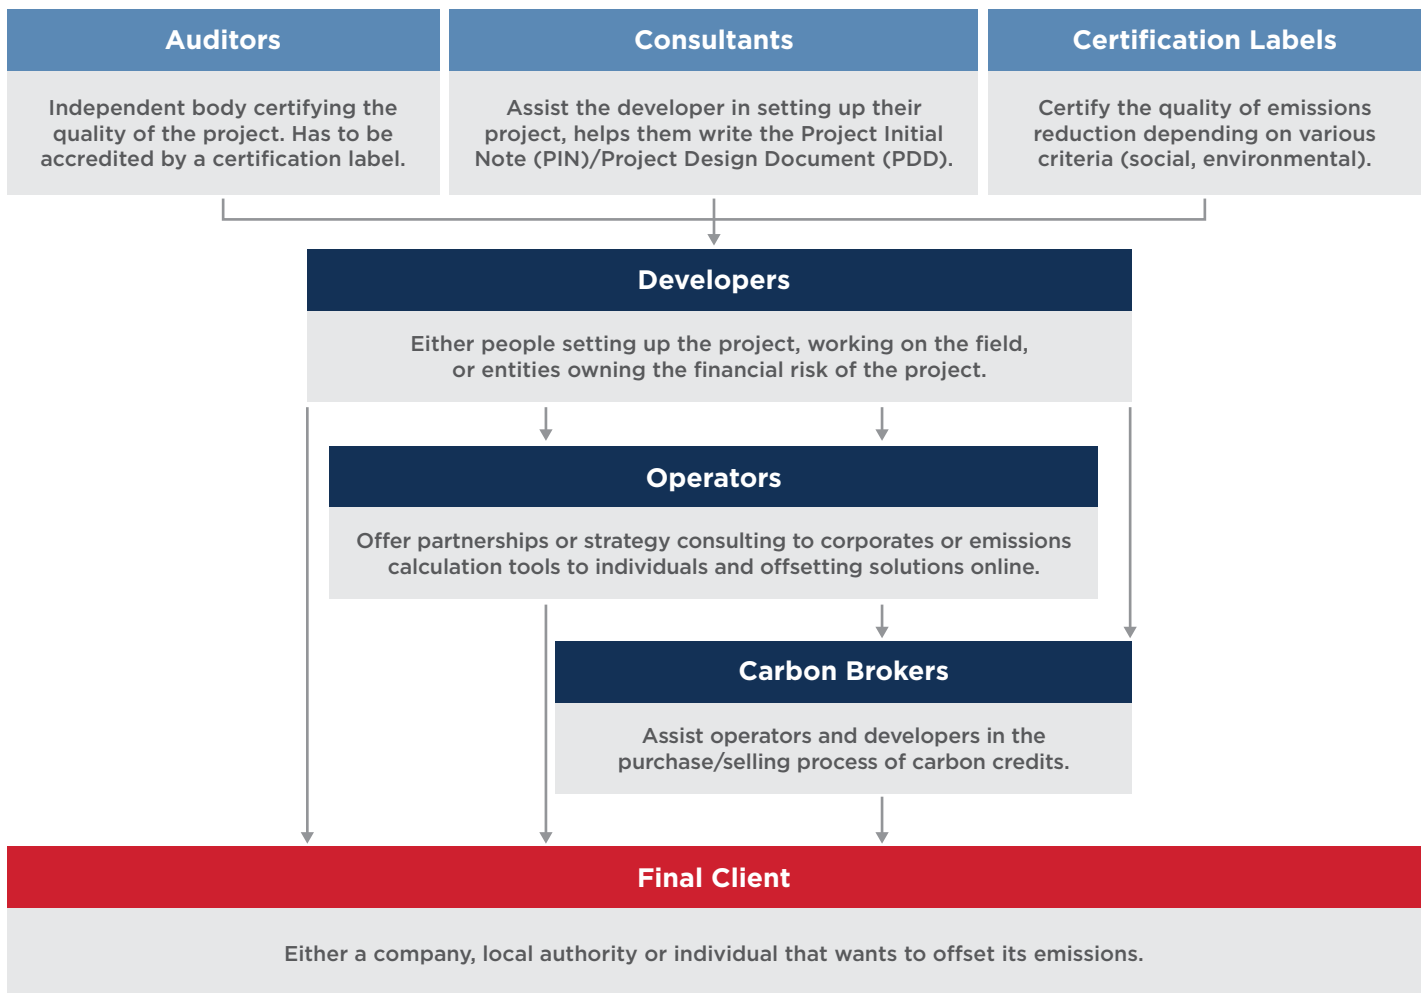 Auditors
Independent body certifying the
quality of the project. Has to be
accredited by a certification label.
Consultants
Assist the developer in setting up their
project, helps them write the Project Initial
Note (PIN)/Project Design Document (PDD).
Certification Labels
Certify the quality of emissions
reduction depending on various
criteria (social, environmental).
Developers
Either people setting up the project, working on the field,
or entities owning the financial risk of the project.
Operators
Offer partnerships or strategy consulting to corporates or emissions
calculation tools to individuals and offsetting solutions online.
Carbon Brokers
Assist operators and developers in the
purchase/selling process of carbon credits.
Final Client
Either a company, local authority or individual that wants to offset its emissions.